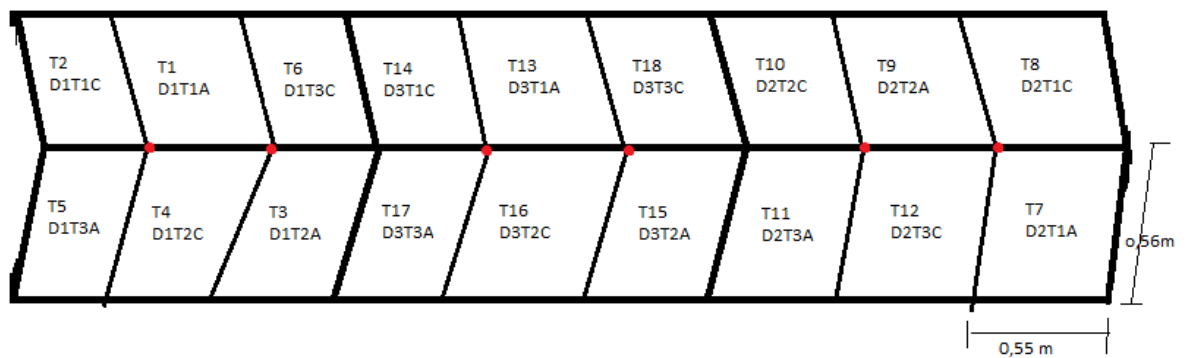 T2
D1T1C
T1
D1T1A
T6
D1T3C
T14
D3T1C
T13
D3T1A
T18
D3T3C
T10
D2T2C
T9
D2T2A
T8
D2T1C
T5
D1T3A
T4
D1T2C
T3
D1T2A
T17
D3T3A
T16
D3T2C
T15
D3T2A
T11
D2T3A
T12
D2T3C
T7
D2T1A
0,56m
0,55 m